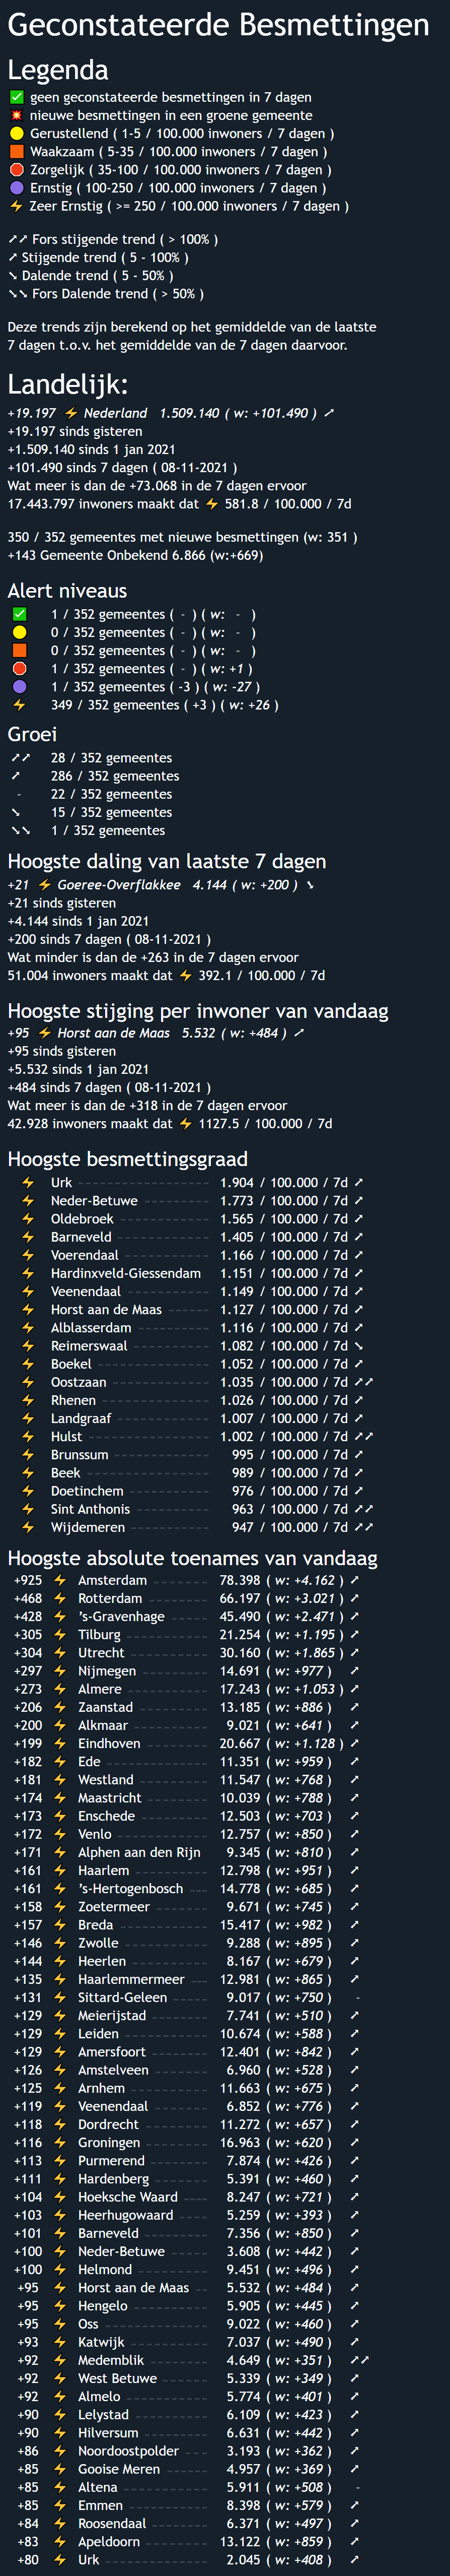 Geconstateerde Besmettingen
Legenda
✅ geen geconstateerde besmettingen in 7 dagen
💥 nieuwe besmettingen in een groene gemeente
🟡 Gerustellend ( 1-5 / 100.000 inwoners / 7 dagen )
🟧 Waakzaam ( 5-35 / 100.000 inwoners / 7 dagen )
🛑 Zorgelijk ( 35-100 / 100.000 inwoners / 7 dagen )
🟣 Ernstig ( 100-250 / 100.000 inwoners / 7 dagen )
⚡ Zeer Ernstig ( >= 250 / 100.000 inwoners / 7 dagen )
➚➚ Fors stijgende trend ( > 100% )
➚ Stijgende trend ( 5 - 100% )
➘ Dalende trend ( 5 - 50% )
➘➘ Fors Dalende trend ( > 50% )
Deze trends zijn berekend op het gemiddelde van de laatste
7 dagen t.o.v. het gemiddelde van de 7 dagen daarvoor.
Landelijk:
+19.197 ⚡ Nederland 1.509.140 ( w: +101.490 ) ➚
+19.197 sinds gisteren
+1.509.140 sinds 1 jan 2021
+101.490 sinds 7 dagen ( 08-11-2021 )
Wat meer is dan de +73.068 in de 7 dagen ervoor
17.443.797 inwoners maakt dat ⚡ 581.8 / 100.000 / 7d
350 / 352 gemeentes met nieuwe besmettingen (w: 351 )
+143 Gemeente Onbekend 6.866 (w:+669)
Alert niveaus
✅ 1 / 352 gemeentes ( - ) ( w: - )
🟡 0 / 352 gemeentes ( - ) ( w: - )
🟧 0 / 352 gemeentes ( - ) ( w: - )
🛑 1 / 352 gemeentes ( - ) ( w: +1 )
🟣 1 / 352 gemeentes ( -3 ) ( w: -27 )
⚡ 349 / 352 gemeentes ( +3 ) ( w: +26 )
Groei
➚➚ 28 / 352 gemeentes
➚ 286 / 352 gemeentes
- 22 / 352 gemeentes
➘ 15 / 352 gemeentes
➘➘ 1 / 352 gemeentes
Hoogste daling van laatste 7 dagen
+21 ⚡ Goeree-Overflakkee 4.144 ( w: +200 ) ➘
+21 sinds gisteren
+4.144 sinds 1 jan 2021
+200 sinds 7 dagen ( 08-11-2021 )
Wat minder is dan de +263 in de 7 dagen ervoor
51.004 inwoners maakt dat ⚡ 392.1 / 100.000 / 7d
Hoogste stijging per inwoner van vandaag
+95 ⚡ Horst aan de Maas 5.532 ( w: +484 ) ➚
+95 sinds gisteren
+5.532 sinds 1 jan 2021
+484 sinds 7 dagen ( 08-11-2021 )
Wat meer is dan de +318 in de 7 dagen ervoor
42.928 inwoners maakt dat ⚡ 1127.5 / 100.000 / 7d
Hoogste besmettingsgraad
⚡ Urk 1.904 / 100.000 / 7d ➚
⚡ Neder-Betuwe 1.773 / 100.000 / 7d ➚
⚡ Oldebroek 1.565 / 100.000 / 7d ➚
⚡ Barneveld 1.405 / 100.000 / 7d ➚
⚡ Voerendaal 1.166 / 100.000 / 7d ➚
⚡ Hardinxveld-Giessendam 1.151 / 100.000 / 7d ➚
⚡ Veenendaal 1.149 / 100.000 / 7d ➚
⚡ Horst aan de Maas 1.127 / 100.000 / 7d ➚
⚡ Alblasserdam 1.116 / 100.000 / 7d ➚
⚡ Reimerswaal 1.082 / 100.000 / 7d ➘
⚡ Boekel 1.052 / 100.000 / 7d ➚
⚡ Oostzaan 1.035 / 100.000 / 7d ➚➚
⚡ Rhenen 1.026 / 100.000 / 7d ➚
⚡ Landgraaf 1.007 / 100.000 / 7d ➚
⚡ Hulst 1.002 / 100.000 / 7d ➚➚
⚡ Brunssum 995 / 100.000 / 7d ➚
⚡ Beek 989 / 100.000 / 7d ➚
⚡ Doetinchem 976 / 100.000 / 7d ➚
⚡ Sint Anthonis 963 / 100.000 / 7d ➚➚
⚡ Wijdemeren 947 / 100.000 / 7d ➚➚
Hoogste absolute toenames van vandaag
+925 ⚡ Amsterdam 78.398 ( w: +4.162 ) ➚
+468 ⚡ Rotterdam 66.197 ( w: +3.021 ) ➚
+428 ⚡ 's-Gravenhage 45.490 ( w: +2.471 ) ➚
+305 ⚡ Tilburg 21.254 ( w: +1.195 ) ➚
+304 ⚡ Utrecht 30.160 ( w: +1.865 ) ➚
+297 ⚡ Nijmegen 14.691 ( w: +977 ) ➚
+273 ⚡ Almere 17.243 ( w: +1.053 ) ➚
+206 ⚡ Zaanstad 13.185 ( w: +886 ) ➚
+200 ⚡ Alkmaar 9.021 ( w: +641 ) ➚
+199 ⚡ Eindhoven 20.667 ( w: +1.128 ) ➚
+182 ⚡ Ede 11.351 ( w: +959 ) ➚
+181 ⚡ Westland 11.547 ( w: +768 ) ➚
+174 ⚡ Maastricht 10.039 ( w: +788 ) ➚
+173 ⚡ Enschede 12.503 ( w: +703 ) ➚
+172 ⚡ Venlo 12.757 ( w: +850 ) ➚
+171 ⚡ Alphen aan den Rijn 9.345 ( w: +810 ) ➚
+161 ⚡ Haarlem 12.798 ( w: +951 ) ➚
+161 ⚡ 's-Hertogenbosch 14.778 ( w: +685 ) ➚
+158 ⚡ Zoetermeer 9.671 ( w: +745 ) ➚
+157 ⚡ Breda 15.417 ( w: +982 ) ➚
+146 ⚡ Zwolle 9.288 ( w: +895 ) ➚
+144 ⚡ Heerlen 8.167 ( w: +679 ) ➚
+135 ⚡ Haarlemmermeer 12.981 ( w: +865 ) ➚
+131 ⚡ Sittard-Geleen 9.017 ( w: +750 ) -
+129 ⚡ Meierijstad 7.741 ( w: +510 ) ➚
+129 ⚡ Leiden 10.674 ( w: +588 ) ➚
+129 ⚡ Amersfoort 12.401 ( w: +842 ) ➚
+126 ⚡ Amstelveen 6.960 ( w: +528 ) ➚
+125 ⚡ Arnhem 11.663 ( w: +675 ) ➚
+119 ⚡ Veenendaal 6.852 ( w: +776 ) ➚
+118 ⚡ Dordrecht 11.272 ( w: +657 ) ➚
+116 ⚡ Groningen 16.963 ( w: +620 ) ➚
+113 ⚡ Purmerend 7.874 ( w: +426 ) ➚
+111 ⚡ Hardenberg 5.391 ( w: +460 ) ➚
+104 ⚡ Hoeksche Waard 8.247 ( w: +721 ) ➚
+103 ⚡ Heerhugowaard 5.259 ( w: +393 ) ➚
+101 ⚡ Barneveld 7.356 ( w: +850 ) ➚
+100 ⚡ Neder-Betuwe 3.608 ( w: +442 ) ➚
+100 ⚡ Helmond 9.451 ( w: +496 ) ➚
+95 ⚡ Horst aan de Maas 5.532 ( w: +484 ) ➚
+95 ⚡ Hengelo 5.905 ( w: +445 ) ➚
+95 ⚡ Oss 9.022 ( w: +460 ) ➚
+93 ⚡ Katwijk 7.037 ( w: +490 ) ➚
+92 ⚡ Medemblik 4.649 ( w: +351 ) ➚➚
+92 ⚡ West Betuwe 5.339 ( w: +349 ) ➚
+92 ⚡ Almelo 5.774 ( w: +401 ) ➚
+90 ⚡ Lelystad 6.109 ( w: +423 ) ➚
+90 ⚡ Hilversum 6.631 ( w: +442 ) ➚
+86 ⚡ Noordoostpolder 3.193 ( w: +362 ) ➚
+85 ⚡ Gooise Meren 4.957 ( w: +369 ) ➚
+85 ⚡ Altena 5.911 ( w: +508 ) -
+85 ⚡ Emmen 8.398 ( w: +579 ) ➚
+84 ⚡ Roosendaal 6.371 ( w: +497 ) ➚
+83 ⚡ Apeldoorn 13.122 ( w: +859 ) ➚
+80 ⚡ Urk 2.045 ( w: +408 ) ➚